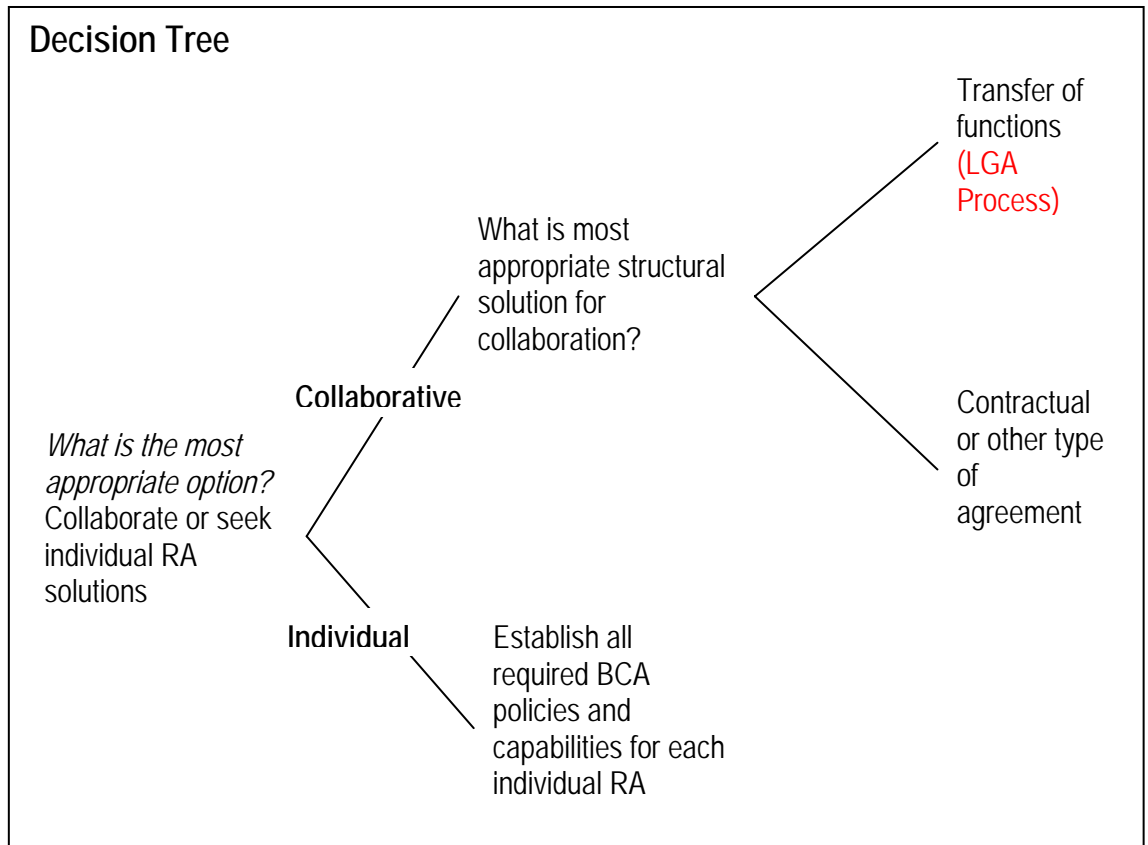 Decision Tree
Transfer of
functions
(LGA
Process)
What is most
appropriate structural
solution for
collaboration?
Collaborative
Contractual
or other type
of
agreement
What is the most
appropriate option?
Collaborate or seek
individual RA
solutions
Individual
Establish all
required BCA
policies and
capabilities for each
individual RA